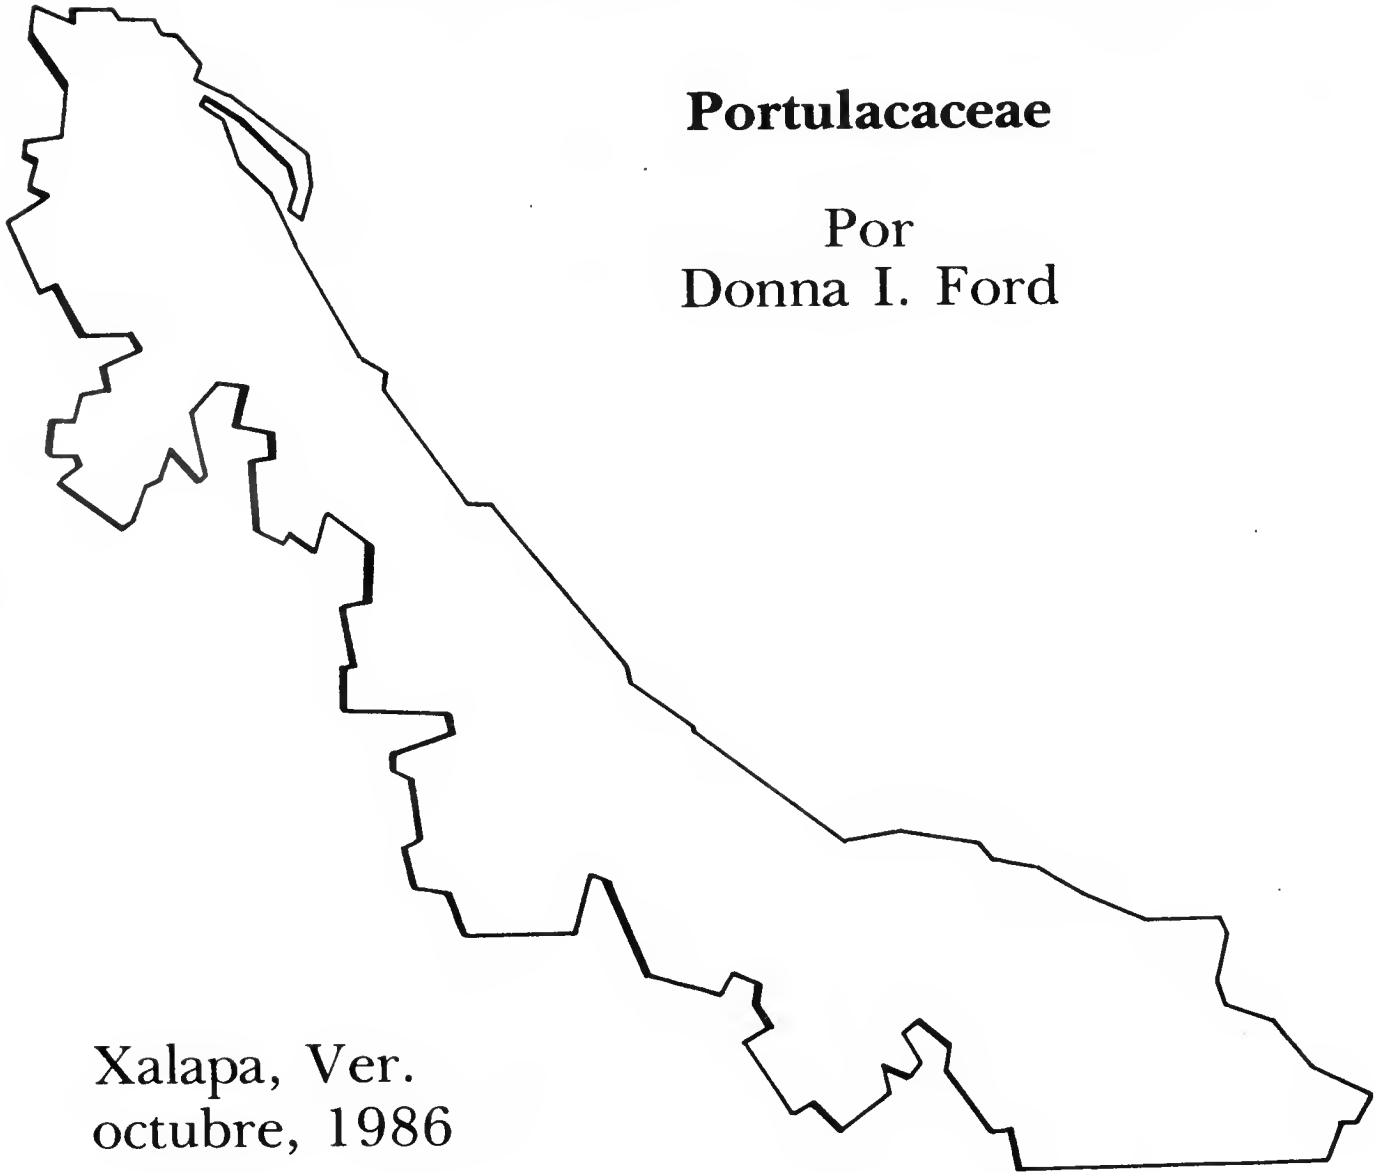 Portulacaceae
Por
Donna I. Ford
Xalapa, Ver.
octubre, 1986